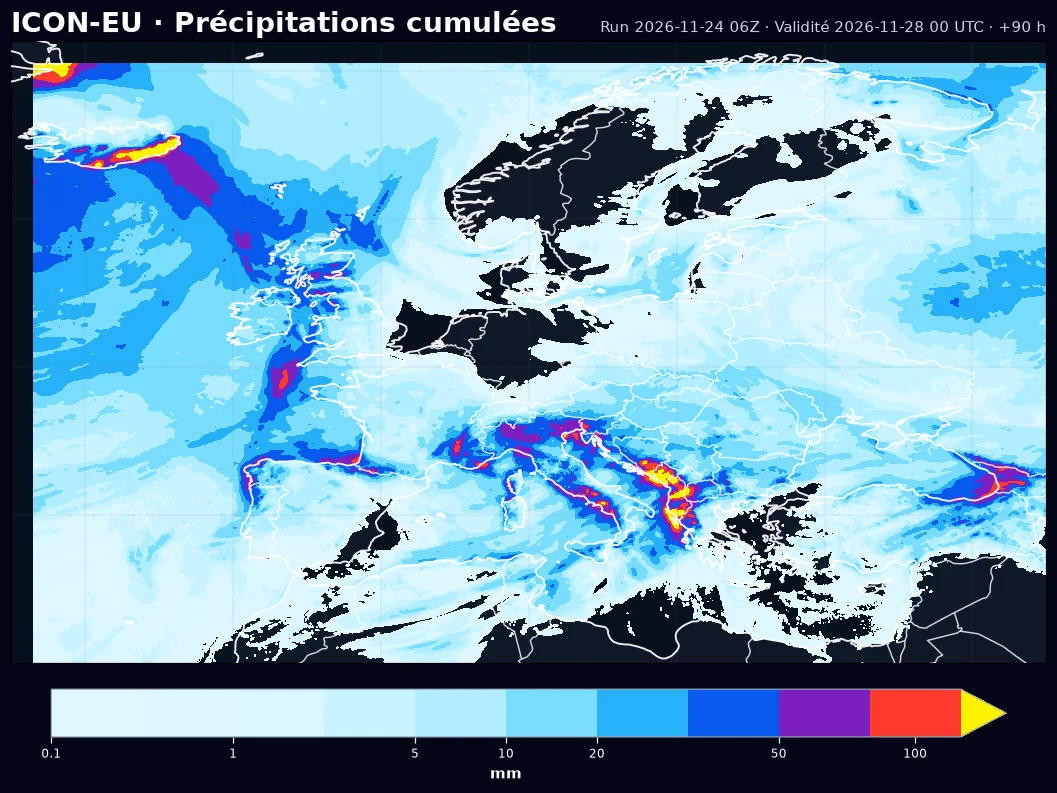 ICON-EU · Précipitations cumulées
Run 2026-11-24 06Z · Validité 2026-11-28 00 UTC · +90 h
0.1 1 5 10 20 50 100
mm